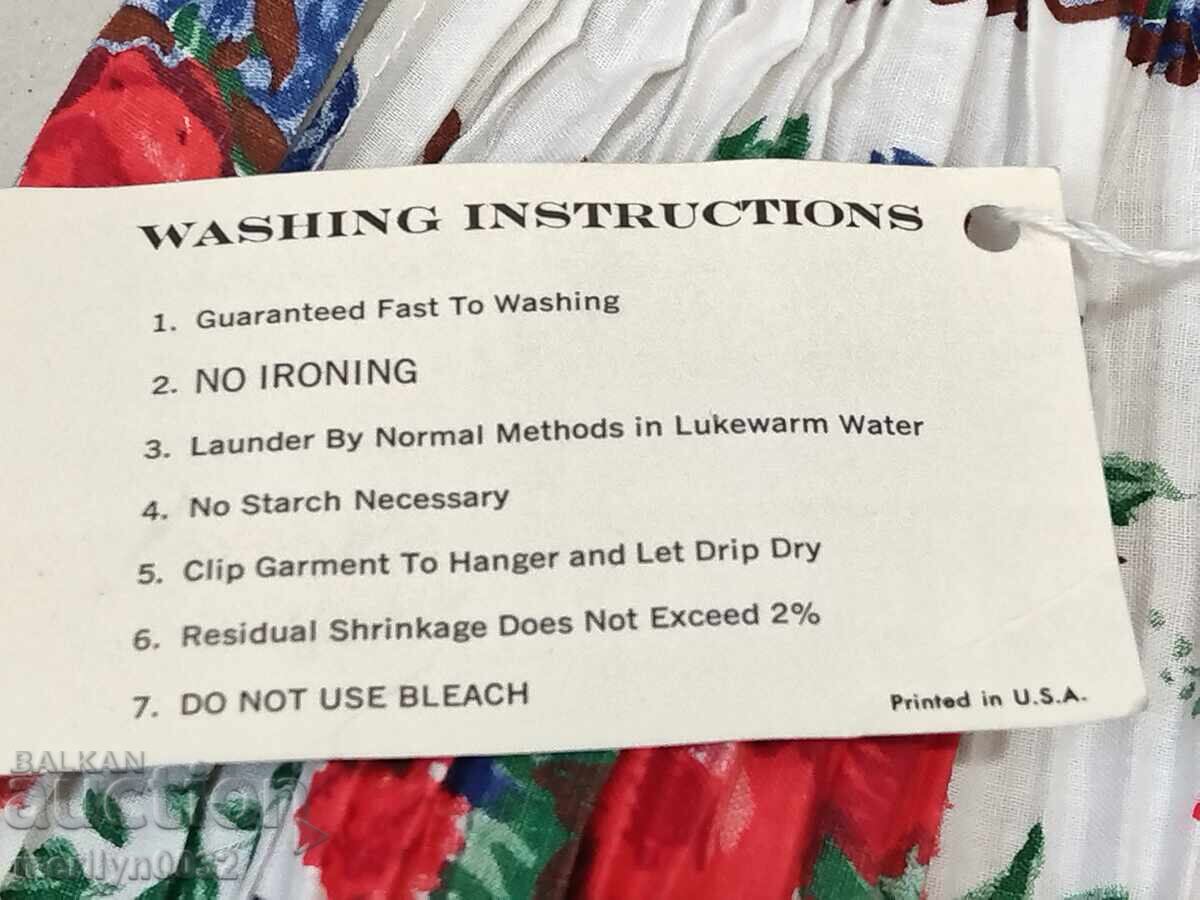 WASHING INSTRUCTIONS
1. Guaranteed Fast To Washing
2. NO IRONING
3. Launder By Normal Methods in Lukewarm Water
4. No Starch Necessary
5. Clip Garment To Hanger and Let Drip Dry
6. Residual Shrinkage Does Not Exceed 2%
7. DO NOT USE BLEACH
Printed in U.S.A.
BALKAN
auction
merllyn0032